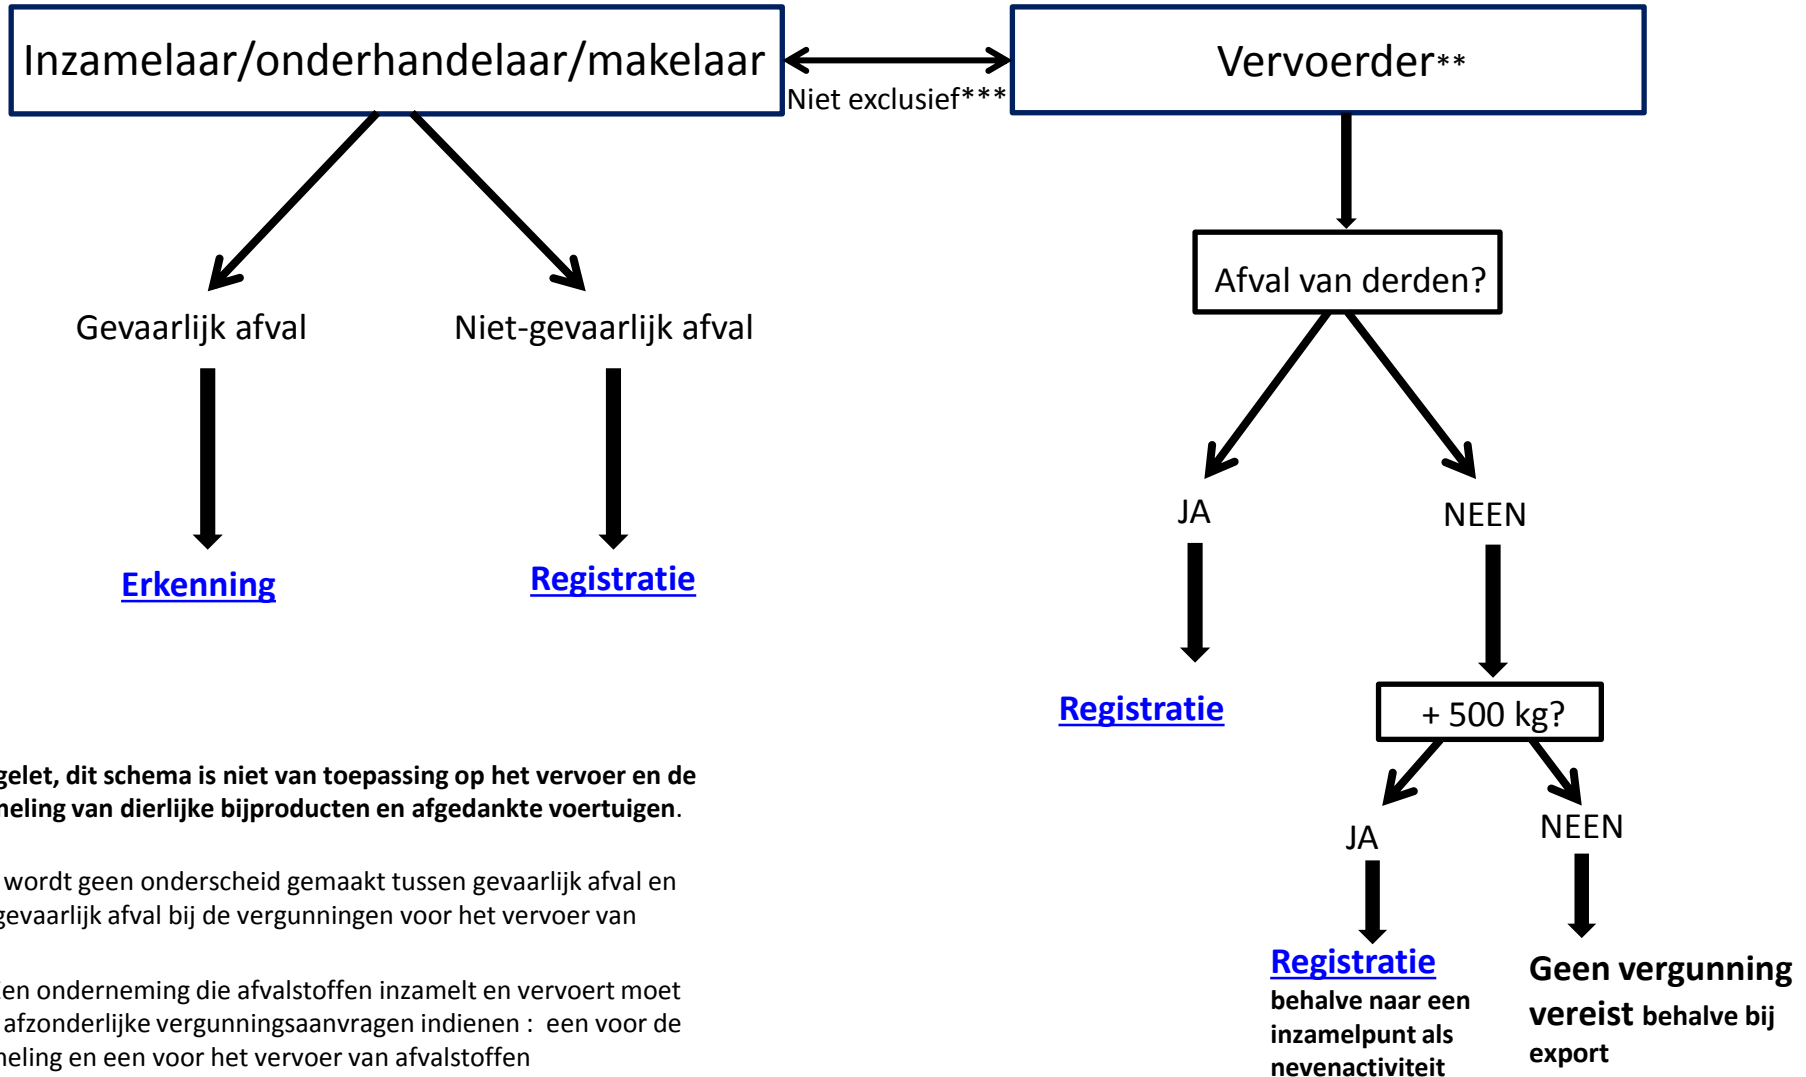 Inzamelaar/onderhandelaar/makelaar
Niet exclusief***
Vervoerder**
Gevaarlijk afval
Niet-gevaarlijk afval
Erkenning
Registratie
Afval van derden?
JA
NEEN
Registratie
+ 500 kg?
JA
NEEN
Registratie
behalve naar een
inzamelpunt als
nevenactiviteit
Geen vergunning
vereist behalve bij
export
gelet, dit schema is niet van toepassing op het vervoer en de
neling van dierlijke bijproducten en afgedankte voertuigen.
wordt geen onderscheid gemaakt tussen gevaarlijk afval en
gevaarlijk afval bij de vergunningen voor het vervoer van
en onderneming die afvalstoffen inzamelt en vervoert moet
afzonderlijke vergunningsaanvragen indienen : een voor de
neling en een voor het vervoer van afvalstoffen